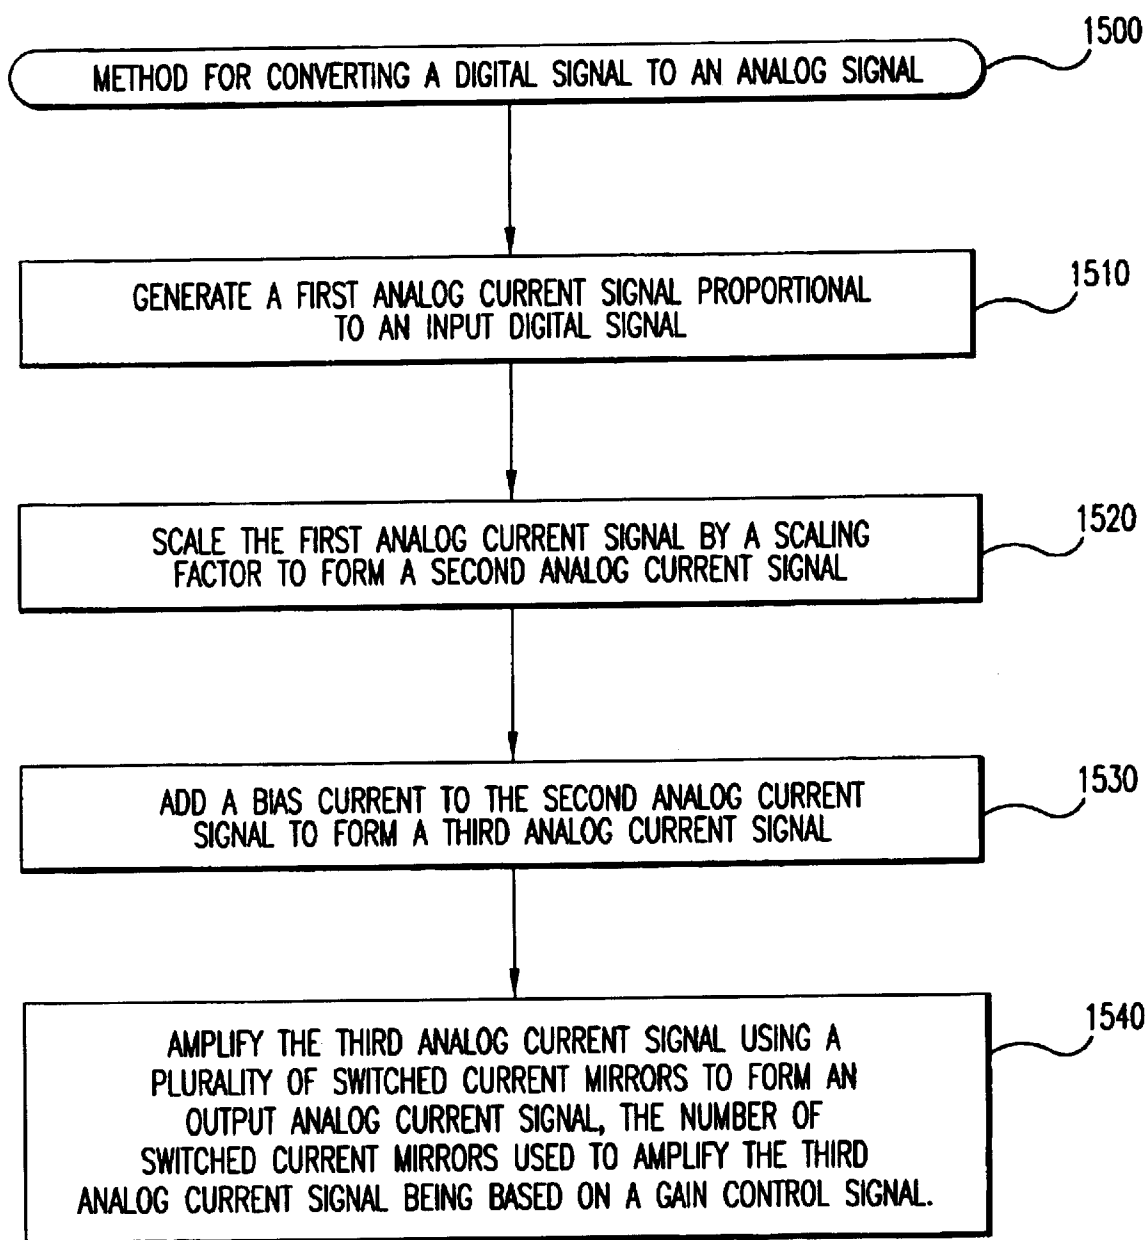 1500
METHOD FOR CONVERTING A DIGITAL SIGNAL TO AN ANALOG SIGNAL
1510
GENERATE A FIRST ANALOG CURRENT SIGNAL PROPORTIONAL
TO AN INPUT DIGITAL SIGNAL
1520
SCALE THE FIRST ANALOG CURRENT SIGNAL BY A SCALING
FACTOR TO FORM A SECOND ANALOG CURRENT SIGNAL
1530
ADD A BIAS CURRENT TO THE SECOND ANALOG CURRENT
SIGNAL TO FORM A THIRD ANALOG CURRENT SIGNAL
1540
AMPLIFY THE THIRD ANALOG CURRENT SIGNAL USING A
PLURALITY OF SWITCHED CURRENT MIRRORS TO FORM AN
OUTPUT ANALOG CURRENT SIGNAL, THE NUMBER OF
SWITCHED CURRENT MIRRORS USED TO AMPLIFY THE THIRD
ANALOG CURRENT SIGNAL BEING BASED ON A GAIN CONTROL SIGNAL.